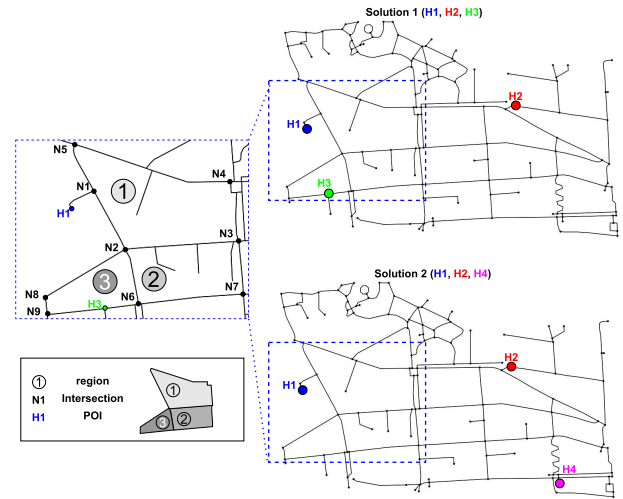 Solution 1 (H1, H2, H3)
H2
H1
H3
N5
N4
N1
1
H1
N3
N2
3
2
N8
N7
H3
N6
N9
Solution 2 (H1, H2, H4)
H2
H1
H4
1 region
N1 Intersection
H1 POI
1
3
2